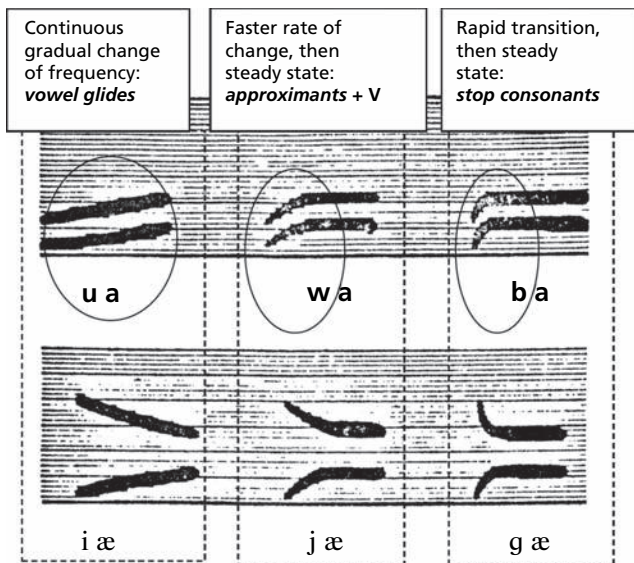 Continuous
gradual change
of frequency:
vowel glides
Faster rate of
change, then
steady state:
approximants + V
Rapid transition,
then steady
state:
stop consonants
u a
w a
b a
i æ
j æ
g æ